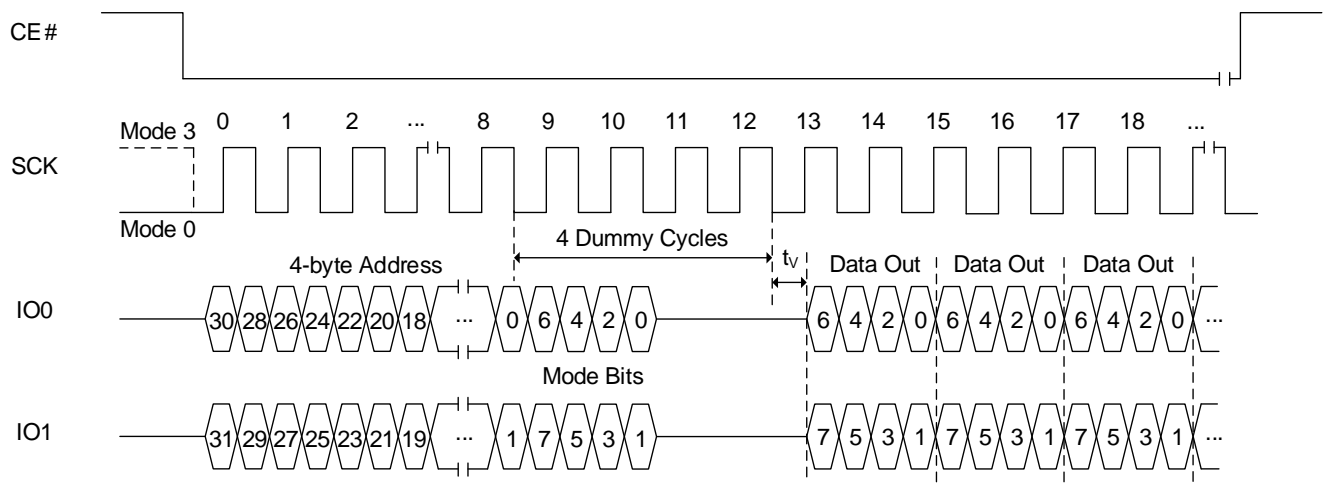 CE#
0 1 2 ... 8 9 10 11 12 13 14 15 16 17 18 ...
Mode 3
SCK
Mode 0
4 Dummy Cycles
4-byte Address
tV
Data Out Data Out Data Out
IO0
30 28 26 24 22 20 18 ... 0 6 4 2 0 6 4 2 0 6 4 2 0 6 4 2 0 ...
Mode Bits
IO1
31 29 27 25 23 21 19 ... 1 7 5 3 1 7 5 3 1 7 5 3 1 7 5 3 1 ...